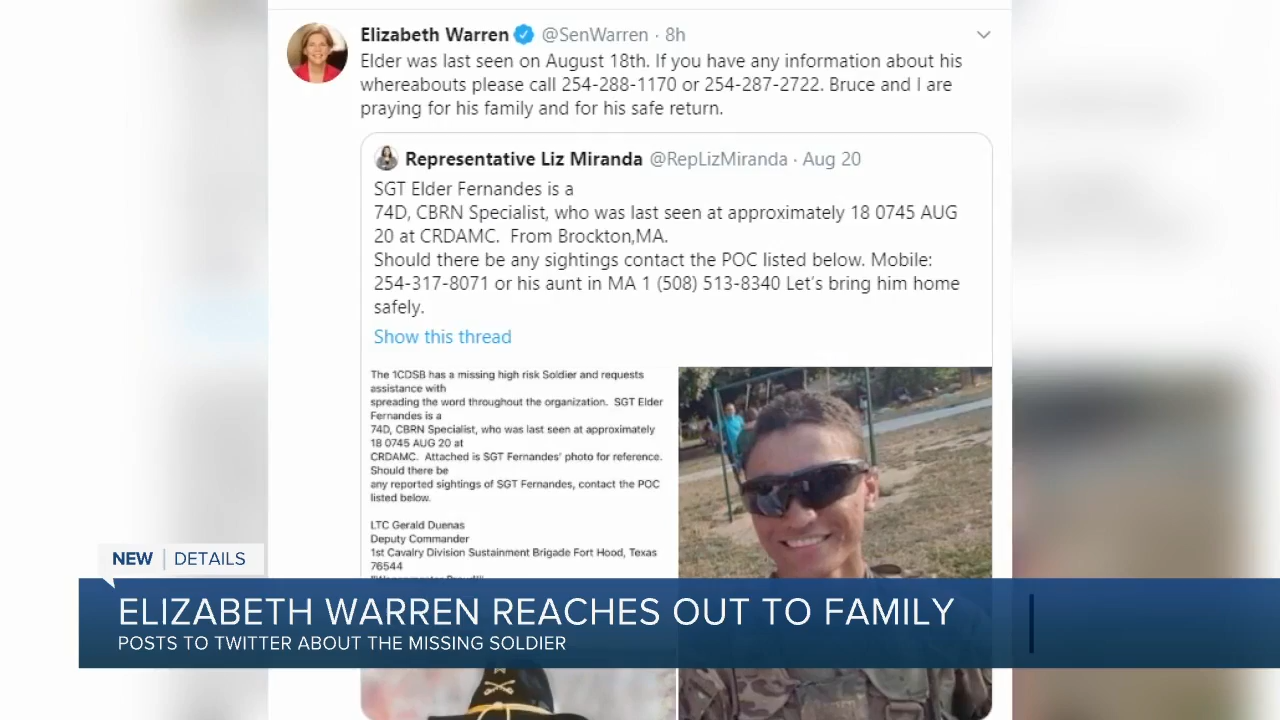 Elizabeth Warren @SenWarren · 8h
Elder was last seen on August 18th. If you have any information about his
whereabouts please call 254-288-1170 or 254-287-2722. Bruce and I are
praying for his family and for his safe return.
Representative Liz Miranda @RepLizMiranda · Aug 20
SGT Elder Fernandes is a
74D, CBRN Specialist, who was last seen at approximately 18 0745 AUG
20 at CRDAMC. From Brockton,MA.
Should there be any sightings contact the POC listed below. Mobile:
254-317-8071 or his aunt in MA 1 (508) 513-8340 Let's bring him home
safely.
Show this thread
The 1CDSB has a missing high risk Soldier and requests
assistance with
spreading the word throughout the organization. SGT Elder
Fernandes is a
74D, CBRN Specialist, who was last seen at approximately
18 0745 AUG 20 at
CRDAMC. Attached is SGT Fernandes' photo for reference.
Should there be
any reported sightings of SGT Fernandes, contact the POC
listed below.
LTC Gerald Duenas
Deputy Commander
1st Cavalry Division Sustainment Brigade Fort Hood, Texas
76544
NEW | DETAILS
ELIZABETH WARREN REACHES OUT TO FAMILY
POSTS TO TWITTER ABOUT THE MISSING SOLDIER